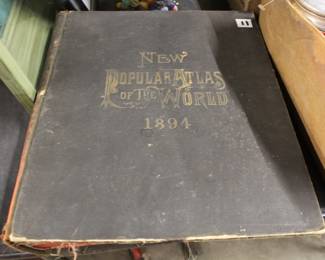 New
Popular Atlas
of the World
1894